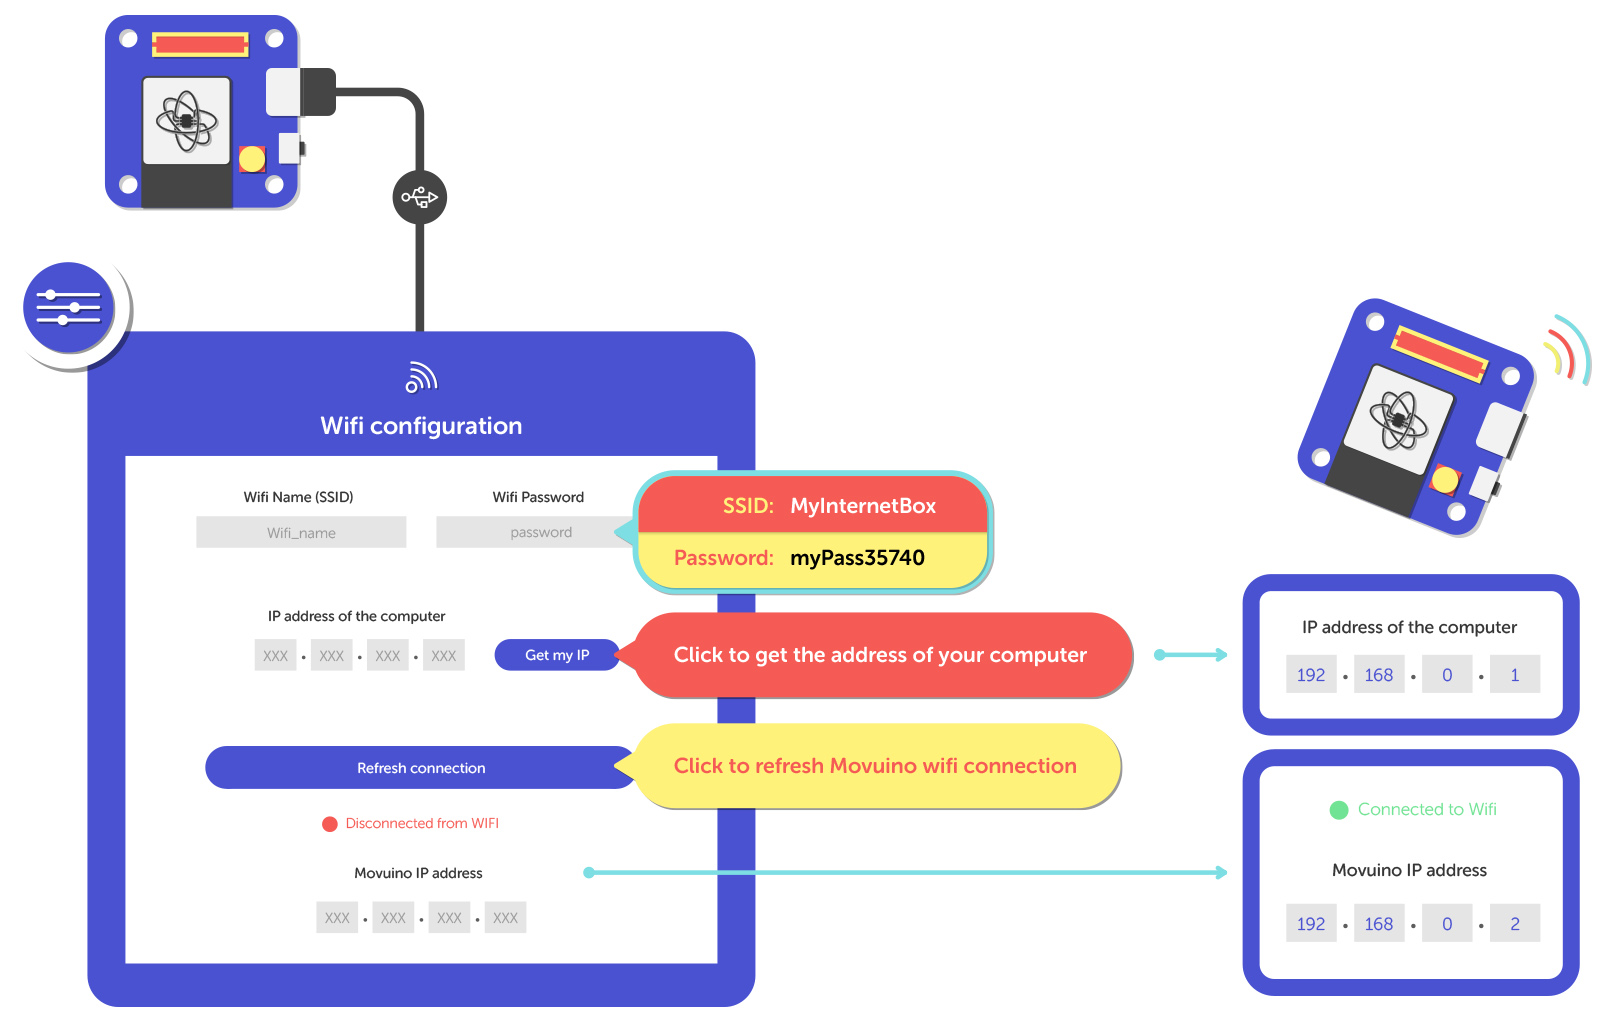 Wifi configuration
Wifi Name (SSID)
Wifi Password
Wifi_name
password
SSID: MyInternetBox
Password: myPass35740
IP address of the computer
XXX . XXX . XXX . XXX
Get my IP
Click to get the address of your computer
IP address of the computer
192 . 168 . 0 . 1
Refresh connection
Click to refresh Movuino wifi connection
Disconnected from WIFI
Connected to Wifi
Movuino IP address
XXX . XXX . XXX . XXX
Movuino IP address
192 . 168 . 0 . 2